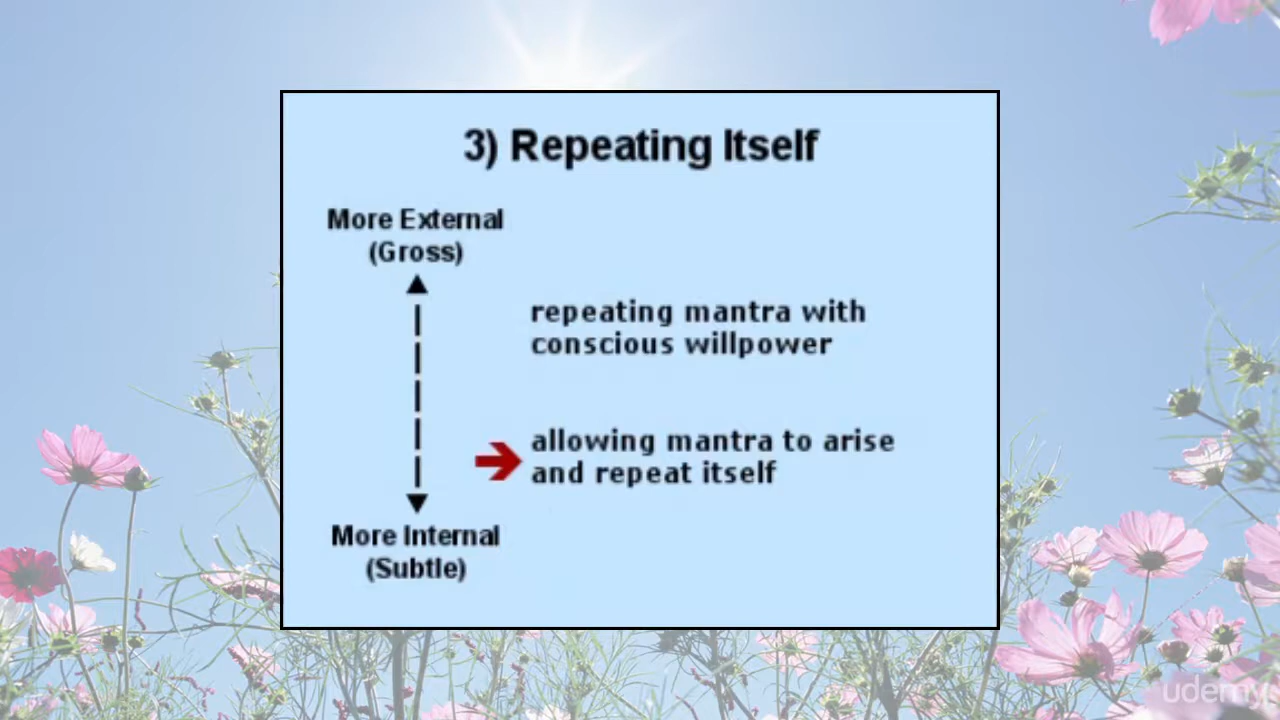 3) Repeating Itself
More External
(Gross)
repeating mantra with
conscious willpower
allowing mantra to arise
and repeat itself
More Internal
(Subtle)
udemy